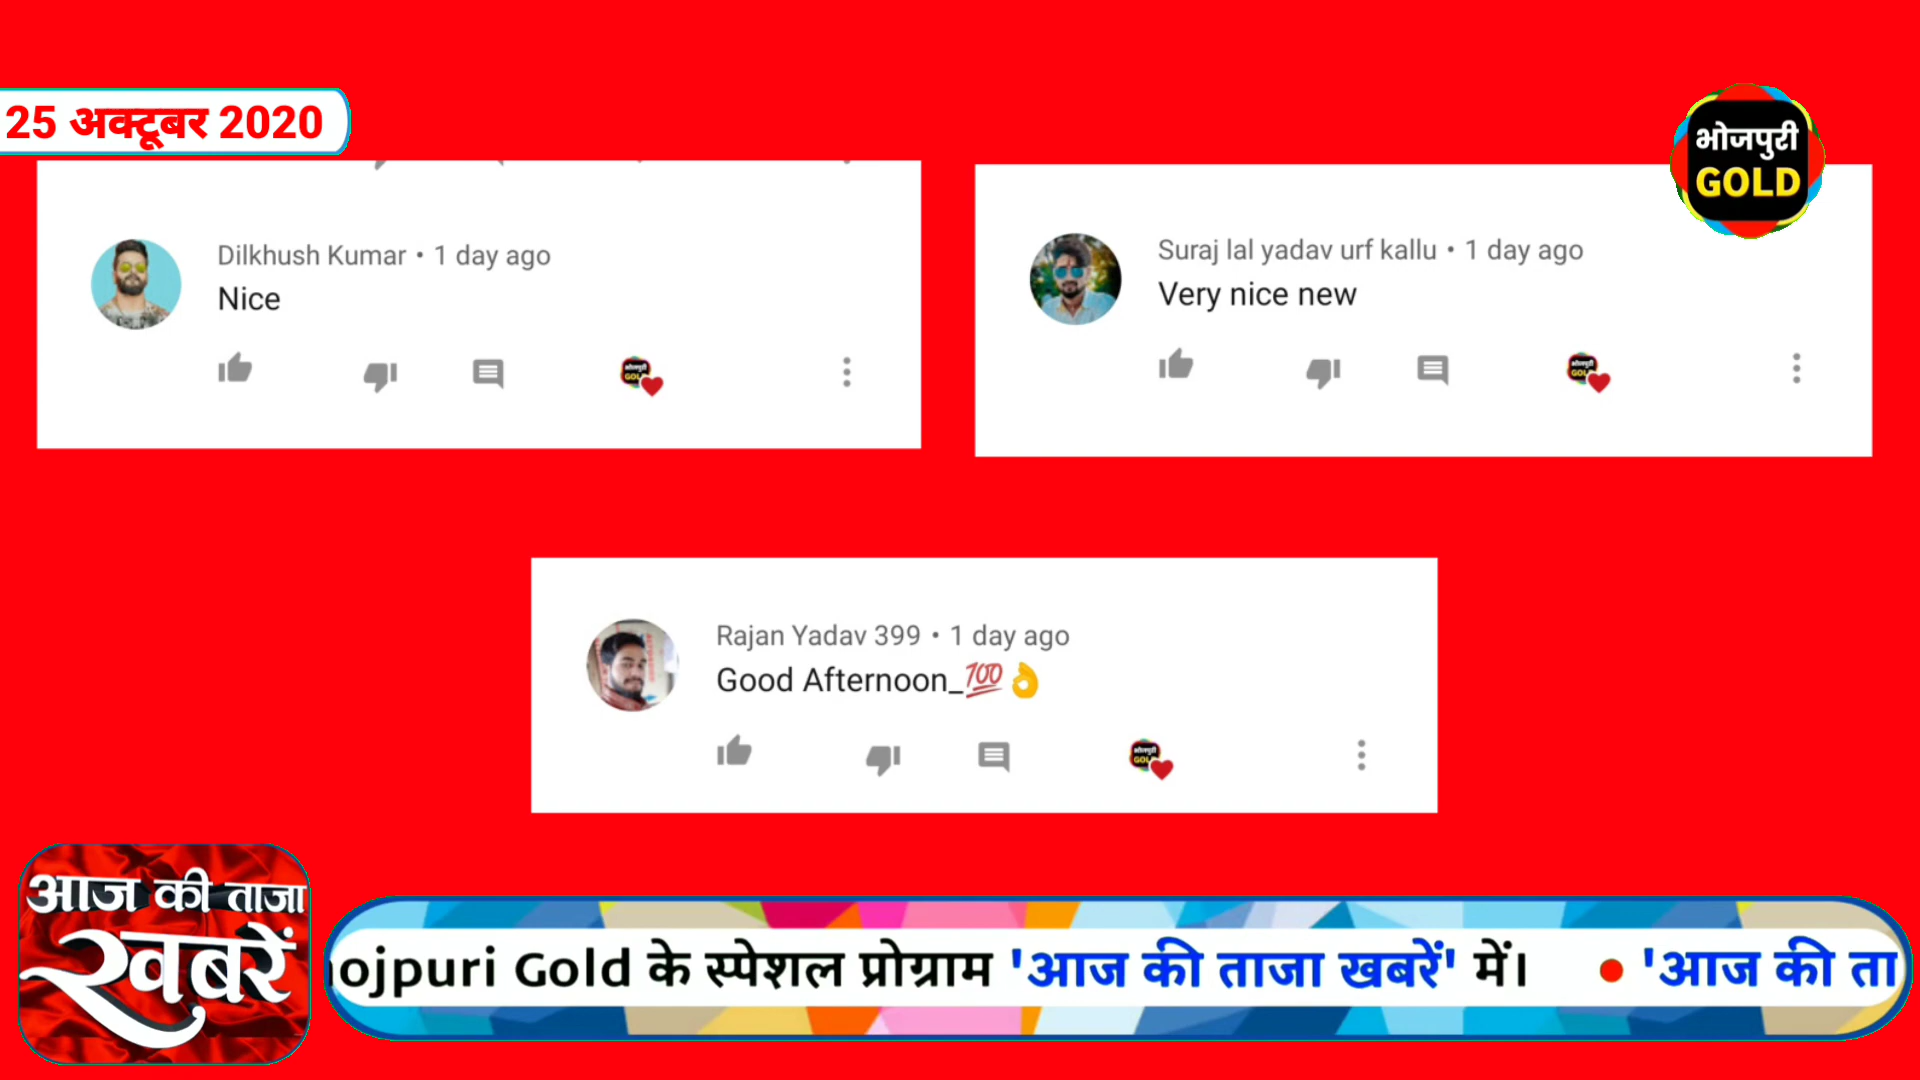 25 अक्टूबर 2020
भोजपुरी
GOLD
Dilkhush Kumar • 1 day ago
Nice
Suraj lal yadav urf kallu • 1 day ago
Very nice new
Rajan Yadav 399 • 1 day ago
Good Afternoon_💯👌
आज की ताजा
खबरें
ojpuri Gold के स्पेशल प्रोग्राम 'आज की ताजा खबरें' में। • 'आज की ता